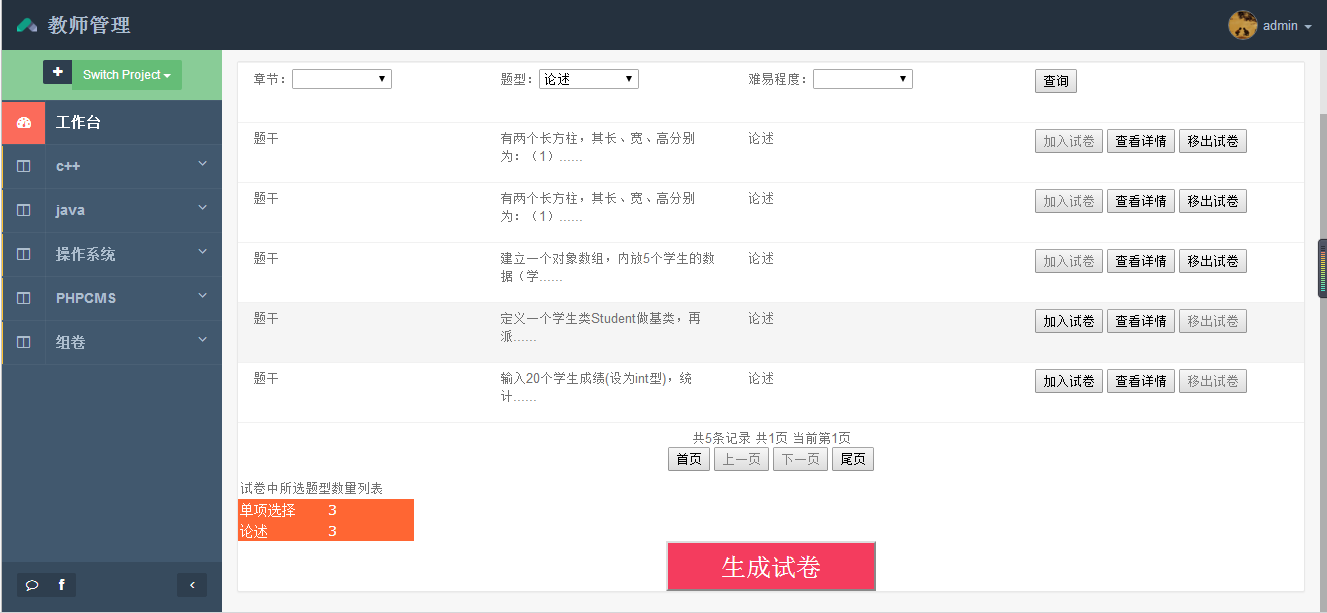 教师管理
admin
Switch Project
工作台
c++
java
操作系统
PHPCMS
组卷
章节： 题型： 论述 难易程度： 查询
题干 有两个长方柱，其长、宽、高分别 论述 加入试卷 查看详情 移出试卷
为：（1）......
题干 有两个长方柱，其长、宽、高分别 论述 加入试卷 查看详情 移出试卷
为：（1）......
题干 建立一个对象数组，内放5个学生的数 论述 加入试卷 查看详情 移出试卷
据（学......
题干 定义一个学生类Student做基类，再 论述 加入试卷 查看详情 移出试卷
派......
题干 输入20个学生成绩(设为int型)，统 论述 加入试卷 查看详情 移出试卷
计......
共5条记录 共1页 当前第1页
首页 上一页 下一页 尾页
试卷中所选题型数量列表
单项选择 3
论述 3
生成试卷